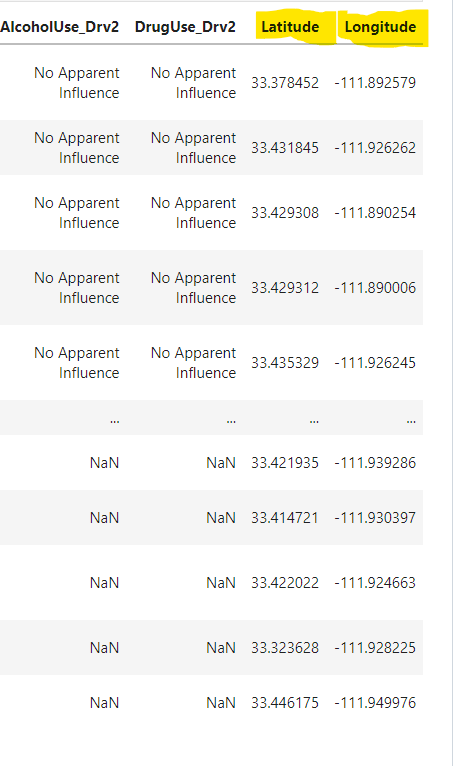 AlcoholUse_Drv2 DrugUse_Drv2 Latitude Longitude
No Apparent No Apparent
Influence Influence 33.378452 -111.892579
No Apparent No Apparent
Influence Influence 33.431845 -111.926262
No Apparent No Apparent
Influence Influence 33.429308 -111.890254
No Apparent No Apparent
Influence Influence 33.429312 -111.890006
No Apparent No Apparent
Influence Influence 33.435329 -111.926245
... ... ... ...
NaN NaN 33.421935 -111.939286
NaN NaN 33.414721 -111.930397
NaN NaN 33.422022 -111.924663
NaN NaN 33.323628 -111.928225
NaN NaN 33.446175 -111.949976